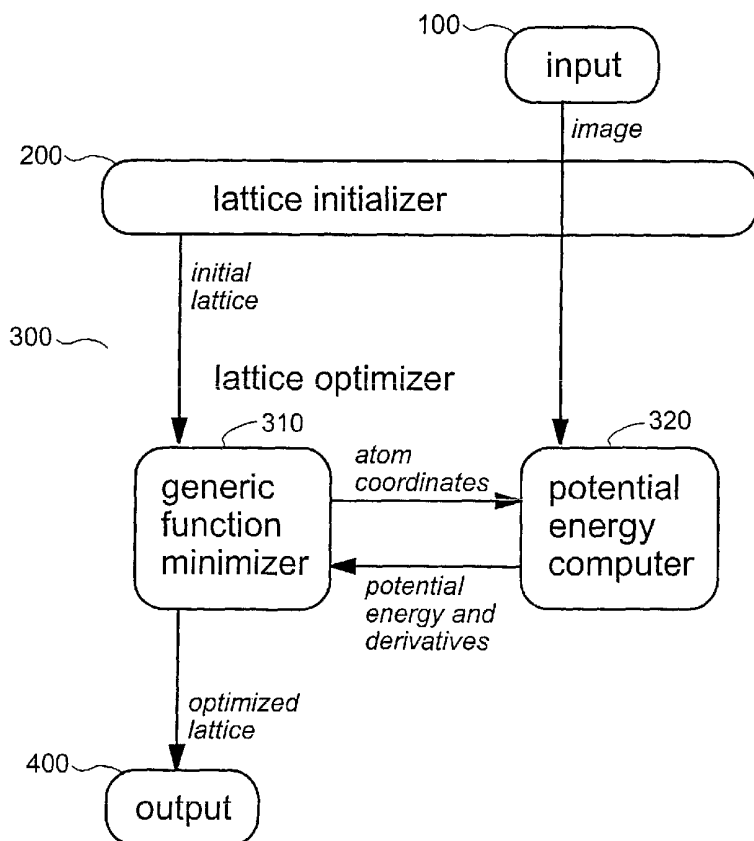 100
input
image
200
lattice initializer
initial
lattice
300
lattice optimizer
310
320
generic
function
minimizer
atom
coordinates
potential
energy
computer
potential
energy and
derivatives
optimized
lattice
400
output